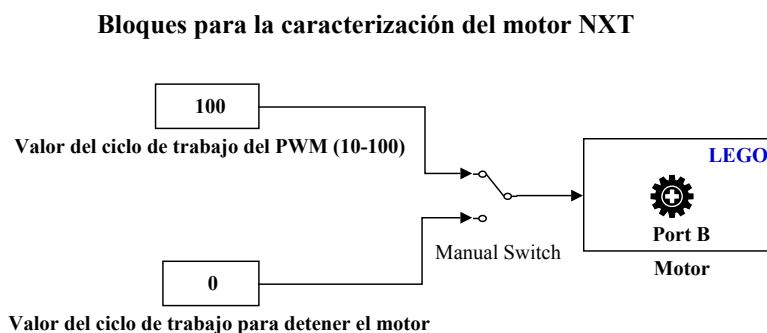 Bloques para la caracterización del motor NXT
100
Valor del ciclo de trabajo del PWM (10-100)
LEGO
Port B
Manual Switch
Motor
0
Valor del ciclo de trabajo para detener el motor